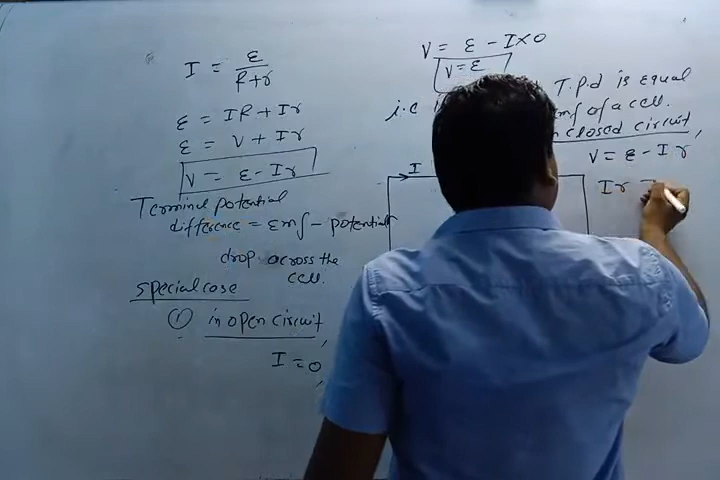 I = ε/(R+r)
ε = IR + Ir
ε = V + Ir
V = ε - Ir
Terminal potential
difference = Emf - potential
drop across the
cell.
special case
① in open circuit,
I = 0,
V = ε - I×0
V = ε
i.e
T.p.d is equal
emf of a cell.
closed circuit,
I
V = ε - Ir
Ir =